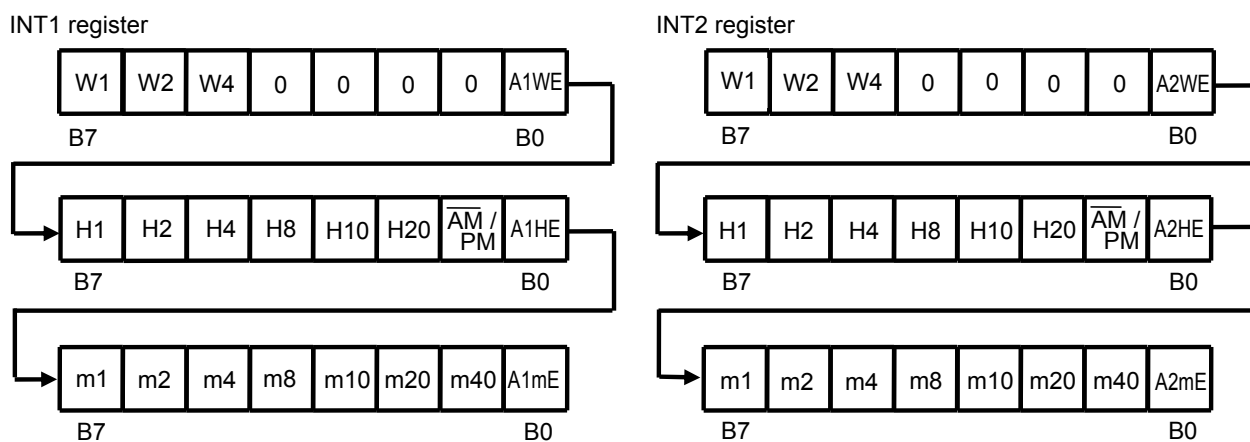 INT1 register
W1 W2 W4 0 0 0 0 A1WE
B7 B0
H1 H2 H4 H8 H10 H20 A̅M̅ / PM A1HE
B7 B0
m1 m2 m4 m8 m10 m20 m40 A1mE
B7 B0
INT2 register
W1 W2 W4 0 0 0 0 A2WE
B7 B0
H1 H2 H4 H8 H10 H20 A̅M̅ / PM A2HE
B7 B0
m1 m2 m4 m8 m10 m20 m40 A2mE
B7 B0